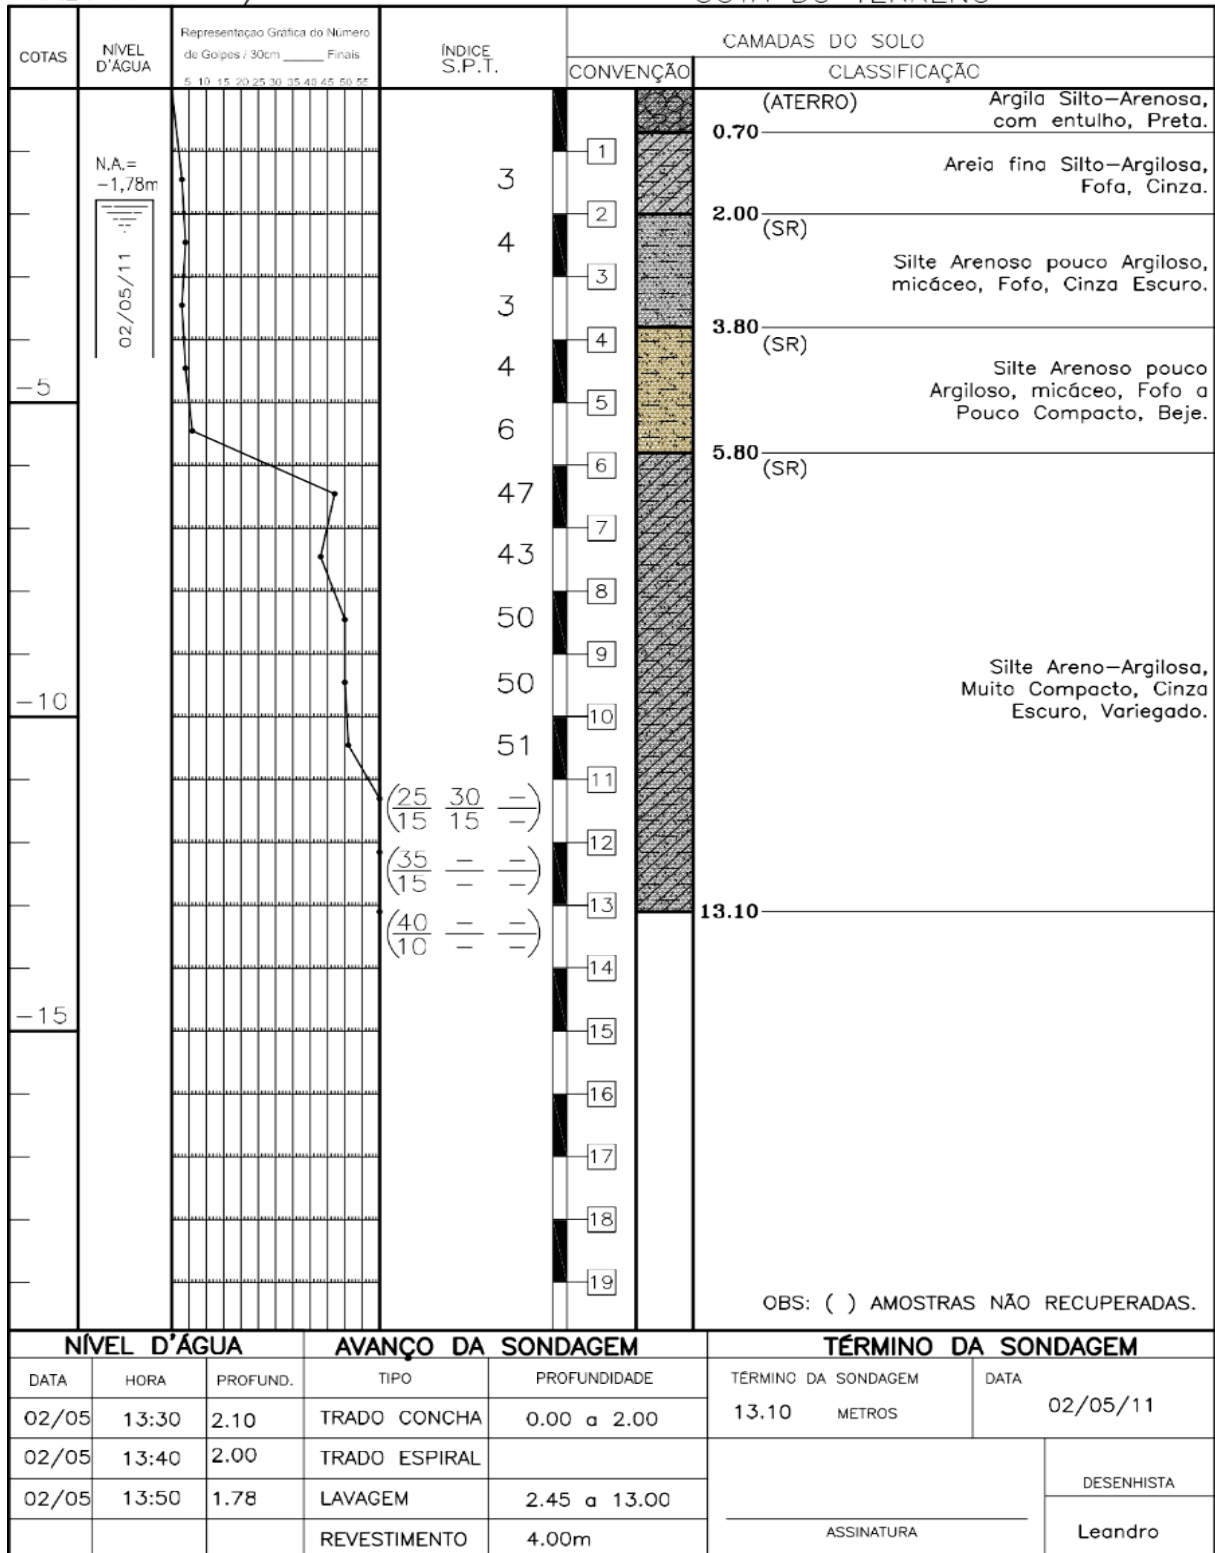 COTA DO TERRENO
COTAS
NÍVEL
D'ÁGUA
Representação Gráfica do Número
de Golpes / 30cm ______ Finais
5 10 15 20 25 30 35 40 45 50 55
ÍNDICE
S.P.T.
CAMADAS DO SOLO
CONVENÇÃO
CLASSIFICAÇÃO
(ATERRO)
Argila Silto-Arenosa,
com entulho, Preta.
0.70
1
N.A.=
-1,78m
3
Areia fina Silto-Argilosa,
Fofa, Cinza.
2
2.00
(SR)
02/05/11
4
Silte Arenoso pouco Argiloso,
micáceo, Fofo, Cinza Escuro.
3
3
3.80
(SR)
4
4
Silte Arenoso pouco
Argiloso, micáceo, Fofo a
Pouco Compacto, Beje.
-5
5
6
5.80
(SR)
6
47
7
43
8
50
9
Silte Areno-Argilosa,
Muito Compacto, Cinza
Escuro, Variegado.
50
-10
10
51
11
(25/15 30/15 -/-)
12
(35/15 -/- -/-)
13
13.10
(40/10 -/- -/-)
14
-15
15
16
17
18
19
OBS: ( ) AMOSTRAS NÃO RECUPERADAS.
NÍVEL D'ÁGUA
AVANÇO DA SONDAGEM
TÉRMINO DA SONDAGEM
DATA HORA PROFUND. TIPO PROFUNDIDADE TÉRMINO DA SONDAGEM DATA
02/05 13:30 2.10 TRADO CONCHA 0.00 a 2.00 13.10 METROS 02/05/11
02/05 13:40 2.00 TRADO ESPIRAL
02/05 13:50 1.78 LAVAGEM 2.45 a 13.00 DESENHISTA
REVESTIMENTO 4.00m ASSINATURA Leandro